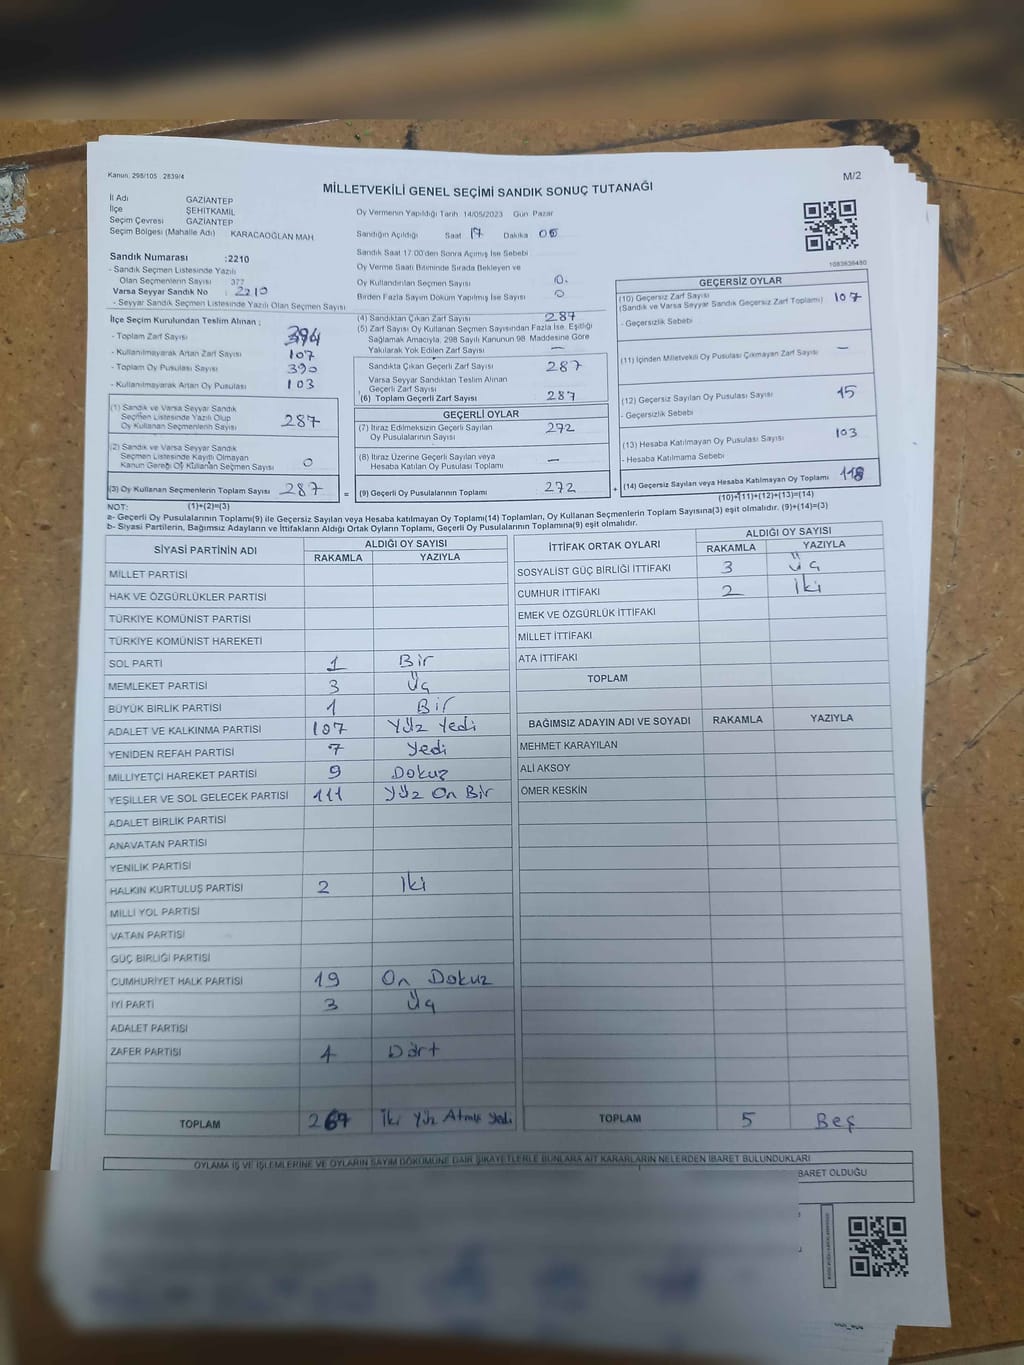 Kanun: 298/105 2839/4
MİLLETVEKİLİ GENEL SEÇİMİ SANDIK SONUÇ TUTANAĞI
M/2
İl Adı GAZİANTEP
İlçe ŞEHİTKAMİL
Seçim Çevresi GAZİANTEP
Seçim Bölgesi (Mahalle Adı) KARACAOĞLAN MAH
Oy Vermenin Yapıldığı Tarih 14/05/2023 Gün Pazar
Sandığın Açıldığı Saat 17 Dakika 05
Sandık Saat 17.00'den Sonra Açımış İse Sebebi
Oy Verme Saati Bitiminde Sırada Bekleyen ve
Oy Kullandırılan Seçmen Sayısı 0
Birden Fazla Sayım Döküm Yapılmış İse Sayısı 0
Sandık Numarası :2210
- Sandık Seçmen Listesinde Yazılı
Olan Seçmenlerin Sayısı : 377
Varsa Seyyar Sandık No : 2210
- Seyyar Sandık Listesinde Yazılı Olan Seçmen Sayısı
İlçe Seçim Kurulundan Teslim Alınan ;
- Toplam Zarf Sayısı 394
- Kullanılmayarak Artan Zarf Sayısı 107
- Toplam Oy Pusulası Sayısı 390
- Kullanılmayarak Artan Oy Pusulası 103
(1) Sandık ve Varsa Seyyar Sandık
Seçmen Listesinde Yazılı Olup
Oy Kullanan Seçmenlerin Sayısı 287
(2) Sandık ve Varsa Seyyar Sandık
Seçmen Listesinde Kayıtlı Olmayan
Kanun Gereği Oy Kullanan Seçmen Sayısı 0
(3) Oy Kullanan Seçmenlerin Toplam Sayısı 287
(4) Sandıktan Çıkan Zarf Sayısı 287
(5) Zarf Sayısı Oy Kullanan Seçmen Sayısından Fazla İse, Eşitliği
Sağlamak Amacıyla, 298 Sayılı Kanunun 98. Maddesine Göre
Yakılarak Yok Edilen Zarf Sayısı —
Sandıkta Çıkan Geçerli Zarf Sayısı 287
Varsa Seyyar Sandıktan Teslim Alınan
Geçerli Zarf Sayısı
(6) Toplam Geçerli Zarf Sayısı 287
GEÇERLİ OYLAR
(7) İtiraz Edilmeksizin Geçerli Sayılan
Oy Pusulalarının Sayısı 272
(8) İtiraz Üzerine Geçerli Sayılan veya
Hesaba Katılan Oy Pusulası Toplamı —
= (9) Geçerli Oy Pusulalarının Toplamı 272 +
1083636480
GEÇERSİZ OYLAR
(10) Geçersiz Zarf Sayısı
(Sandık ve Varsa Seyyar Sandık Geçersiz Zarf Toplamı) 107
- Geçersizlik Sebebi
(11) İçinden Milletvekili Oy Pusulası Çıkmayan Zarf Sayısı —
(12) Geçersiz Sayılan Oy Pusulası Sayısı 15
- Geçersizlik Sebebi
(13) Hesaba Katılmayan Oy Pusulası Sayısı 103
- Hesaba Katılmama Sebebi
(14) Geçersiz Sayılan veya Hesaba Katılmayan Oy Toplamı 118
NOT: (1)+(2)=(3)
(10)+(11)+(12)+(13)=(14)
a- Geçerli Oy Pusulalarının Toplamı(9) ile Geçersiz Sayılan veya Hesaba katılmayan Oy Toplamı(14) Toplamları, Oy Kullanan Seçmenlerin Toplam Sayısına(3) eşit olmalıdır. (9)+(14)=(3)
b- Siyasi Partilerin, Bağımsız Adayların ve İttifakların Aldığı Ortak Oyların Toplamı, Geçerli Oy Pusulalarının Toplamına(9) eşit olmalıdır.
SİYASİ PARTİNİN ADI ALDIĞI OY SAYISI
RAKAMLA YAZIYLA
MİLLET PARTİSİ
HAK VE ÖZGÜRLÜKLER PARTİSİ
TÜRKİYE KOMÜNİST PARTİSİ
TÜRKİYE KOMÜNİST HAREKETİ
SOL PARTİ 1 Bir
MEMLEKET PARTİSİ 3 Üç
BÜYÜK BİRLİK PARTİSİ 1 Bir
ADALET VE KALKINMA PARTİSİ 107 Yüz Yedi
YENİDEN REFAH PARTİSİ 7 Yedi
MİLLİYETÇİ HAREKET PARTİSİ 9 Dokuz
YEŞİLLER VE SOL GELECEK PARTİSİ 111 Yüz On Bir
ADALET BİRLİK PARTİSİ
ANAVATAN PARTİSİ
YENİLİK PARTİSİ
HALKIN KURTULUŞ PARTİSİ 2 İki
MİLLİ YOL PARTİSİ
VATAN PARTİSİ
GÜÇ BİRLİĞİ PARTİSİ
CUMHURİYET HALK PARTİSİ 19 On Dokuz
İYİ PARTİ 3 Üç
ADALET PARTİSİ
ZAFER PARTİSİ 4 Dört
TOPLAM 267 İki Yüz Atmış Yedi
İTTİFAK ORTAK OYLARI ALDIĞI OY SAYISI
RAKAMLA YAZIYLA
SOSYALİST GÜÇ BİRLİĞİ İTTİFAKI 3 Üç
CUMHUR İTTİFAKI 2 İki
EMEK VE ÖZGÜRLÜK İTTİFAKI
MİLLET İTTİFAKI
ATA İTTİFAKI
TOPLAM
BAĞIMSIZ ADAYIN ADI VE SOYADI RAKAMLA YAZIYLA
MEHMET KARAYILAN
ALİ AKSOY
ÖMER KESKİN
TOPLAM 5 Beş
OYLAMA İŞ VE İŞLEMLERİNE VE OYLARIN SAYIM DÖKÜMÜNE DAİR ŞİKAYETLERLE BUNLARA AİT KARARLARIN NELERDEN İBARET BULUNDUKLARI
BARET OLDUĞU